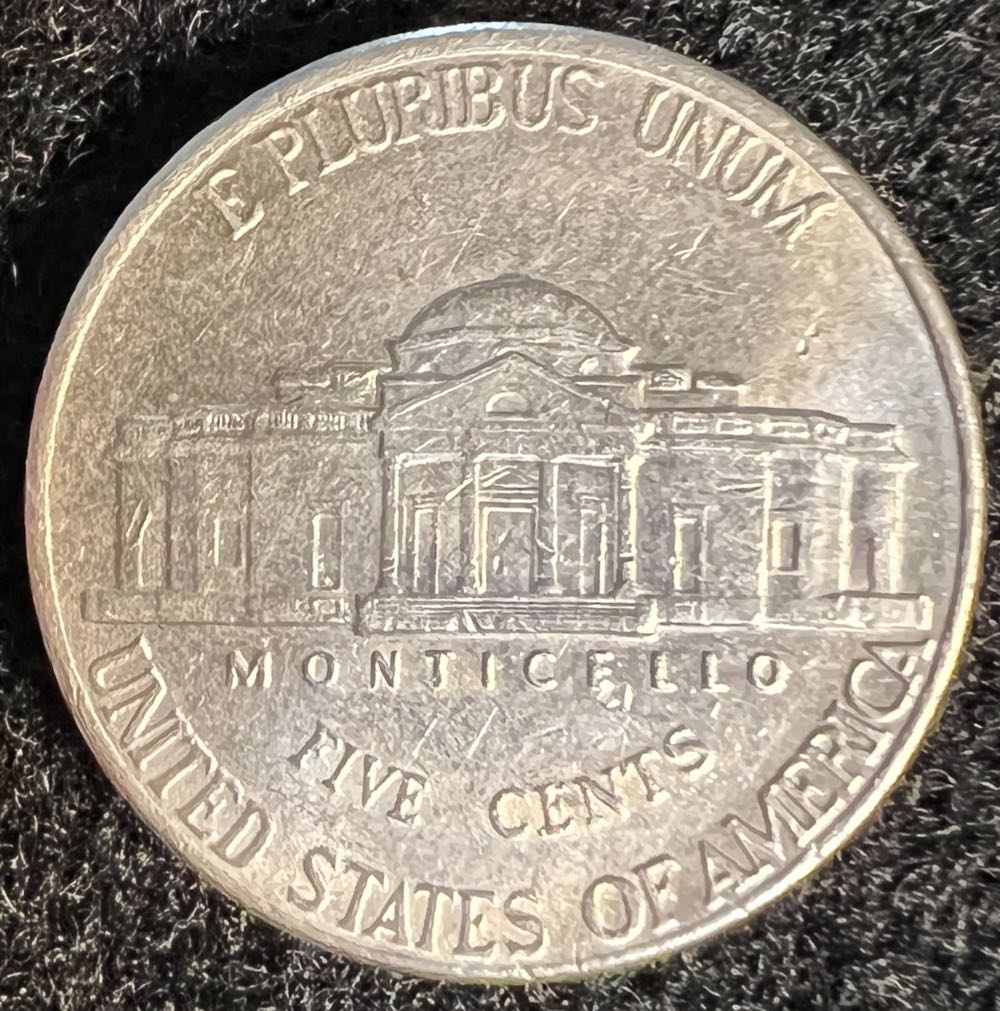 E PLURIBUS UNUM
MONTICELLO
FIVE CENTS
UNITED STATES OF AMERICA